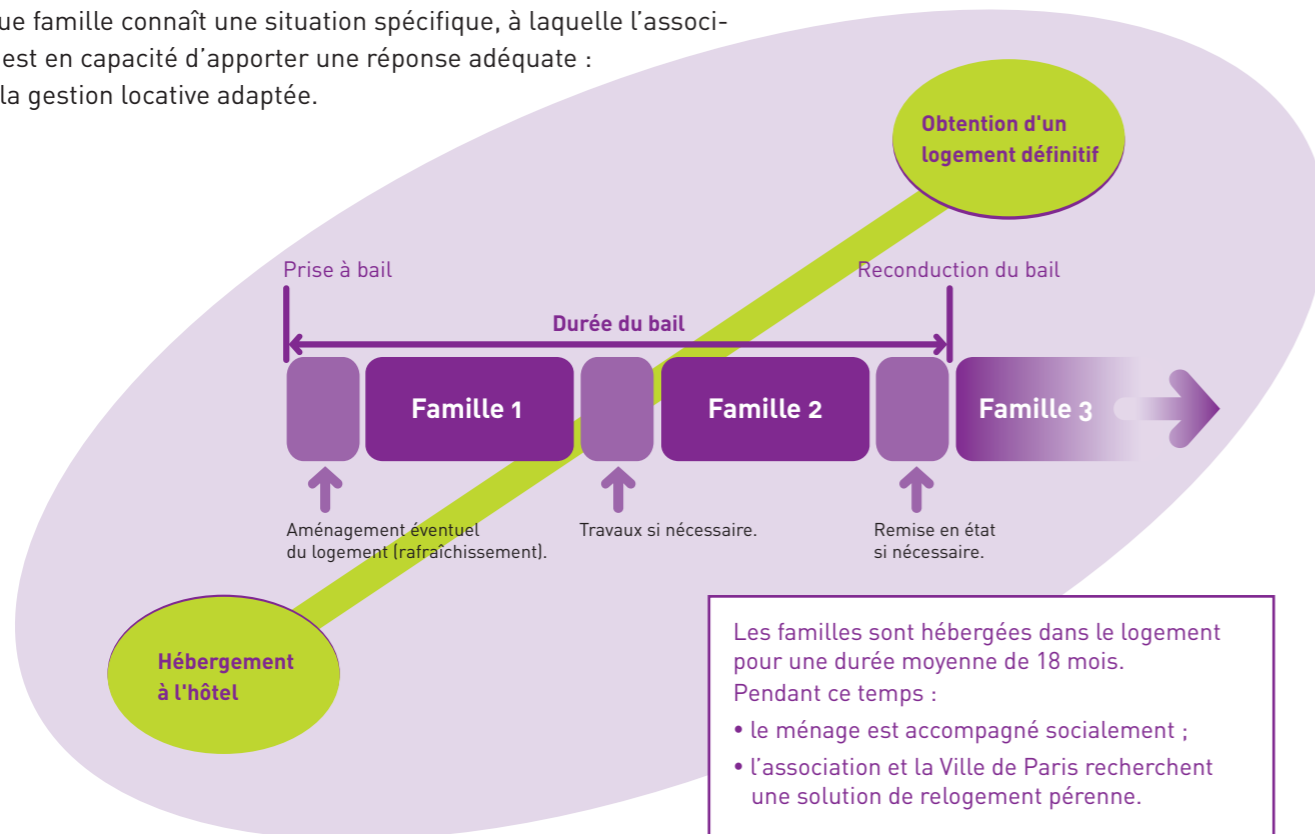 ue famille connaît une situation spécifique, à laquelle l'associ-
est en capacité d'apporter une réponse adéquate :
la gestion locative adaptée.
Obtention d'un
logement définitif
Prise à bail
Reconduction du bail
Durée du bail
Famille 1
Famille 2
Famille 3
Aménagement éventuel
du logement (rafraîchissement).
Travaux si nécessaire.
Remise en état
si nécessaire.
Hébergement
à l'hôtel
Les familles sont hébergées dans le logement
pour une durée moyenne de 18 mois.
Pendant ce temps :
• le ménage est accompagné socialement ;
• l'association et la Ville de Paris recherchent
une solution de relogement pérenne.